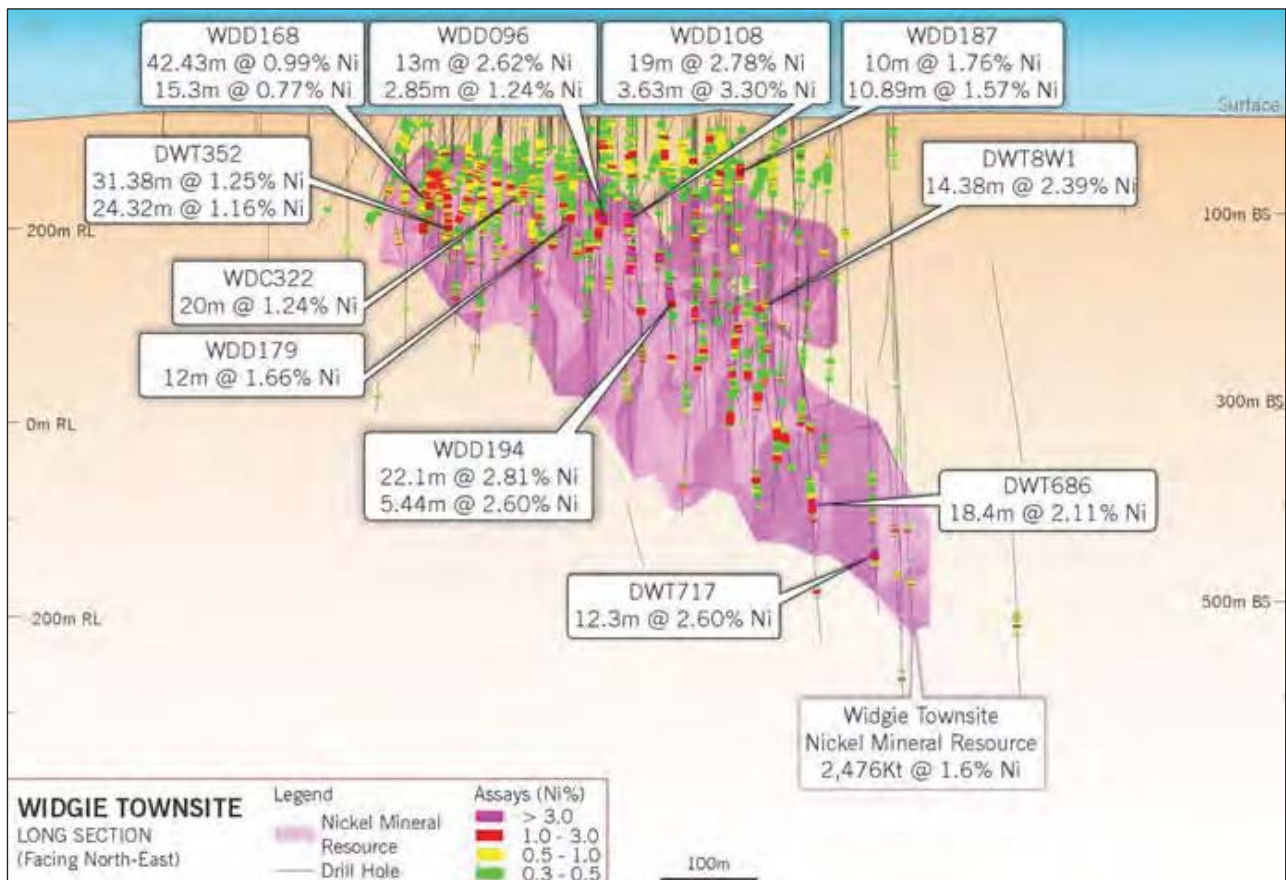 WDD168
42.43m @ 0.99% Ni
15.3m @ 0.77% Ni
WDD096
13m @ 2.62% Ni
2.85m @ 1.24% Ni
WDD108
19m @ 2.78% Ni
3.63m @ 3.30% Ni
WDD187
10m @ 1.76% Ni
10.89m @ 1.57% Ni
Surface
DWT352
31.38m @ 1.25% Ni
24.32m @ 1.16% Ni
DWT8W1
14.38m @ 2.39% Ni
200m RL
100m BS
WDC322
20m @ 1.24% Ni
WDD179
12m @ 1.66% Ni
0m RL
300m BS
WDD194
22.1m @ 2.81% Ni
5.44m @ 2.60% Ni
DWT686
18.4m @ 2.11% Ni
DWT717
12.3m @ 2.60% Ni
-200m RL
500m BS
Widgie Townsite
Nickel Mineral Resource
2,476Kt @ 1.6% Ni
WIDGIE TOWNSITE
LONG SECTION
(Facing North-East)
Legend
Nickel Mineral
Resource
Drill Hole
Assays (Ni%)
> 3.0
1.0 - 3.0
0.5 - 1.0
0.3 - 0.5
100m